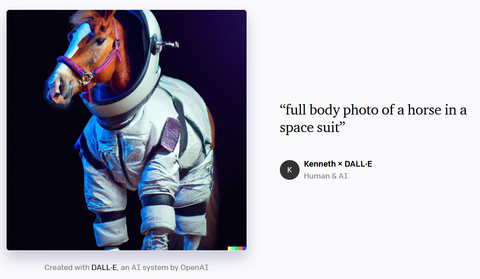 “full body photo of a horse in a
space suit”
K
Kenneth × DALL·E
Human & AI
Created with DALL·E, an AI system by OpenAI